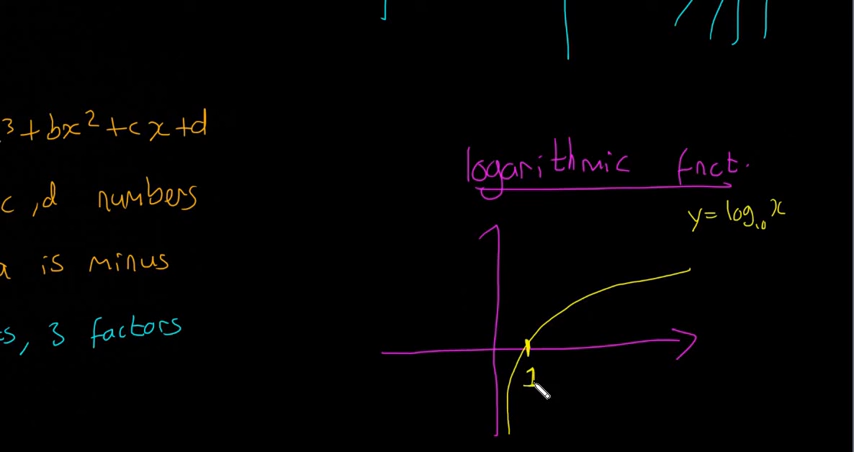 ³ + bx² + cx + d
c, d numbers
a is minus
s, 3 factors
logarithmic fnct.
y = log₁₀ x
1